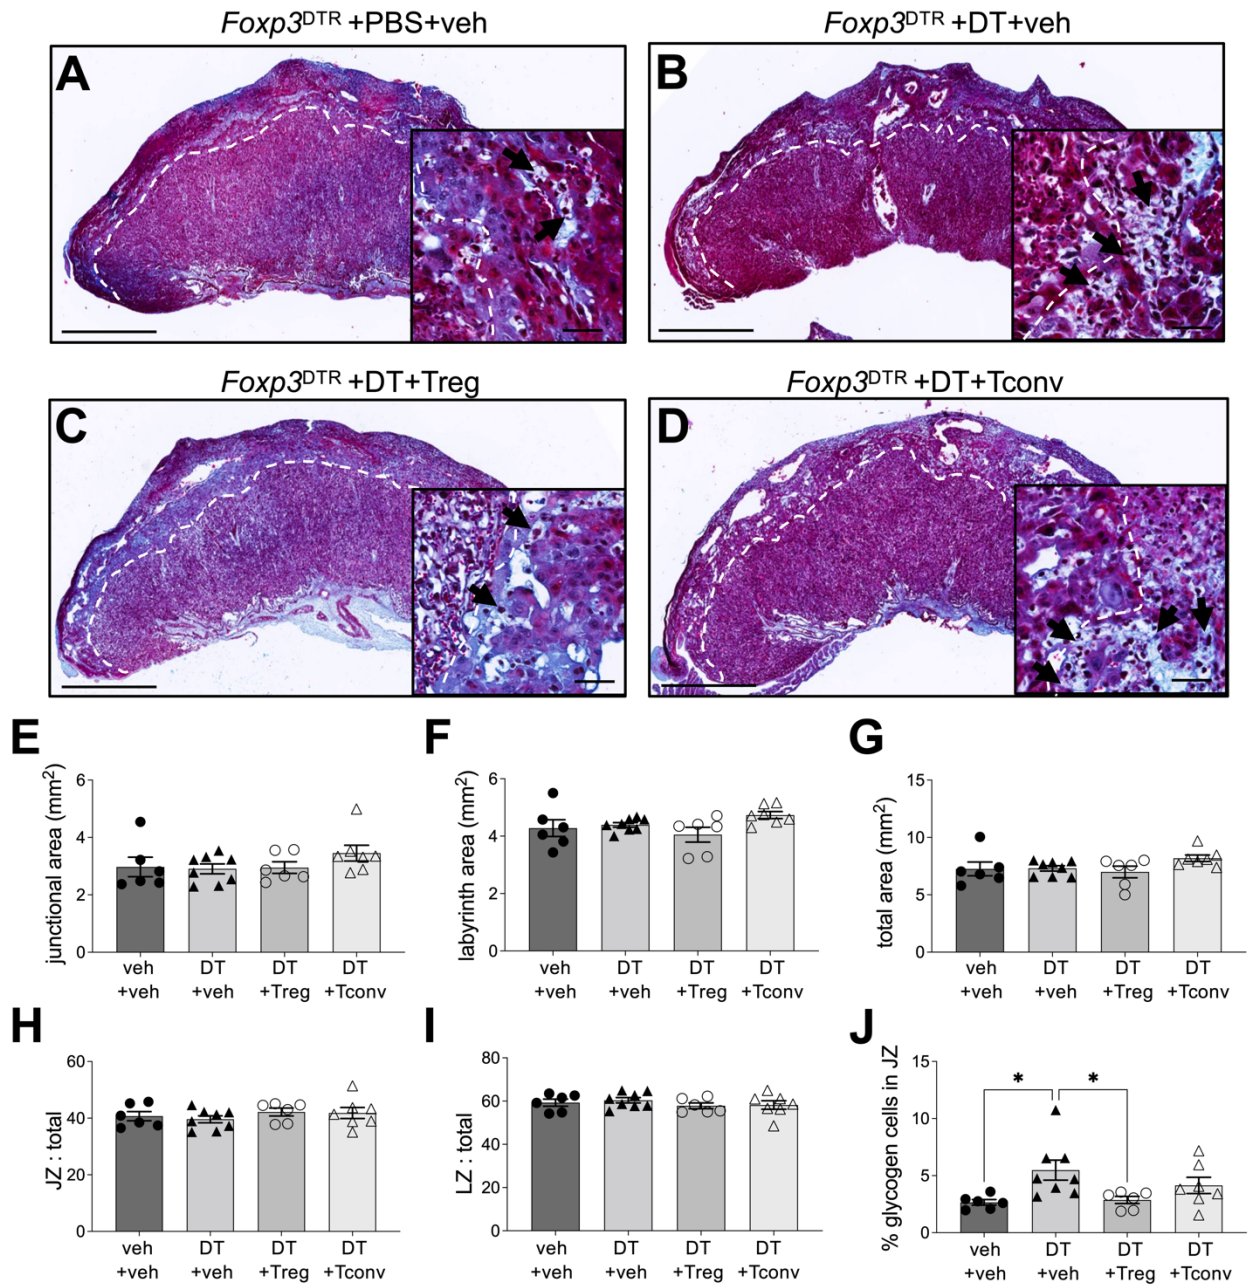 Foxp3DTR +PBS+veh
Foxp3DTR +DT+veh
A
B
Foxp3DTR +DT+Treg
Foxp3DTR +DT+Tconv
C
D
E
junctional area (mm2)
6
4
2
0
veh +veh
DT +veh
DT +Treg
DT +Tconv
F
labyrinth area (mm2)
6
4
2
0
veh +veh
DT +veh
DT +Treg
DT +Tconv
G
total area (mm2)
15
10
5
0
veh +veh
DT +veh
DT +Treg
DT +Tconv
H
JZ : total
60
40
20
0
veh +veh
DT +veh
DT +Treg
DT +Tconv
I
LZ : total
80
60
40
20
0
veh +veh
DT +veh
DT +Treg
DT +Tconv
J
% glycogen cells in JZ
15
10
5
0
*
*
veh +veh
DT +veh
DT +Treg
DT +Tconv